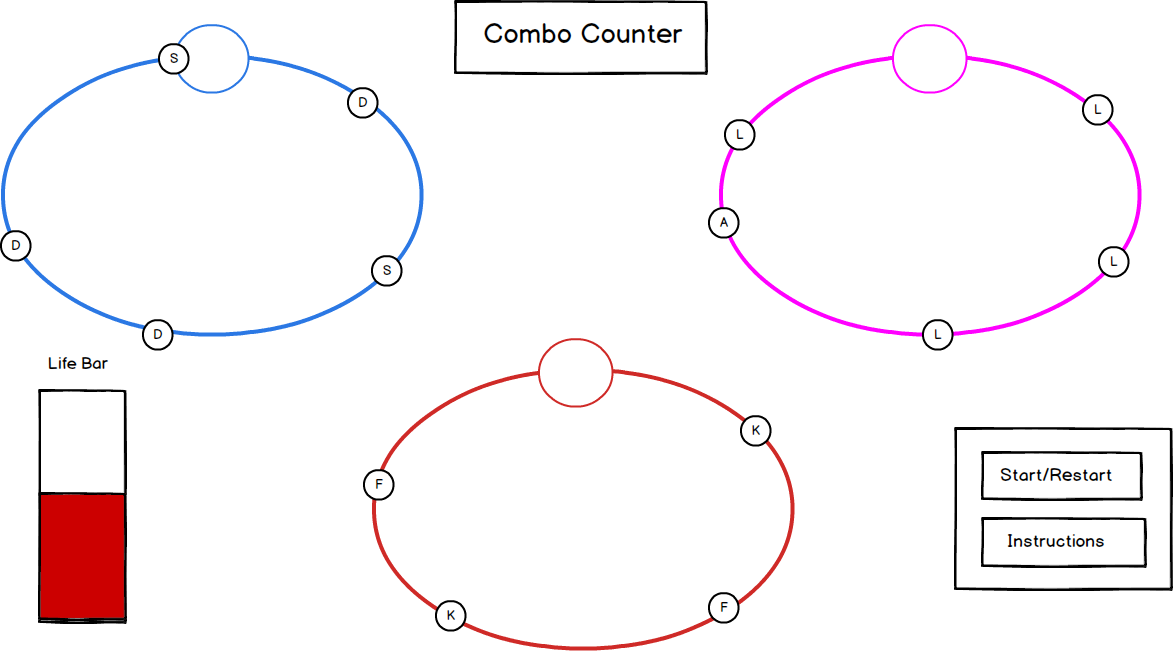 Combo Counter
S
D
D
S
D
L
L
A
L
L
Life Bar
K
F
K
F
Start/Restart
Instructions